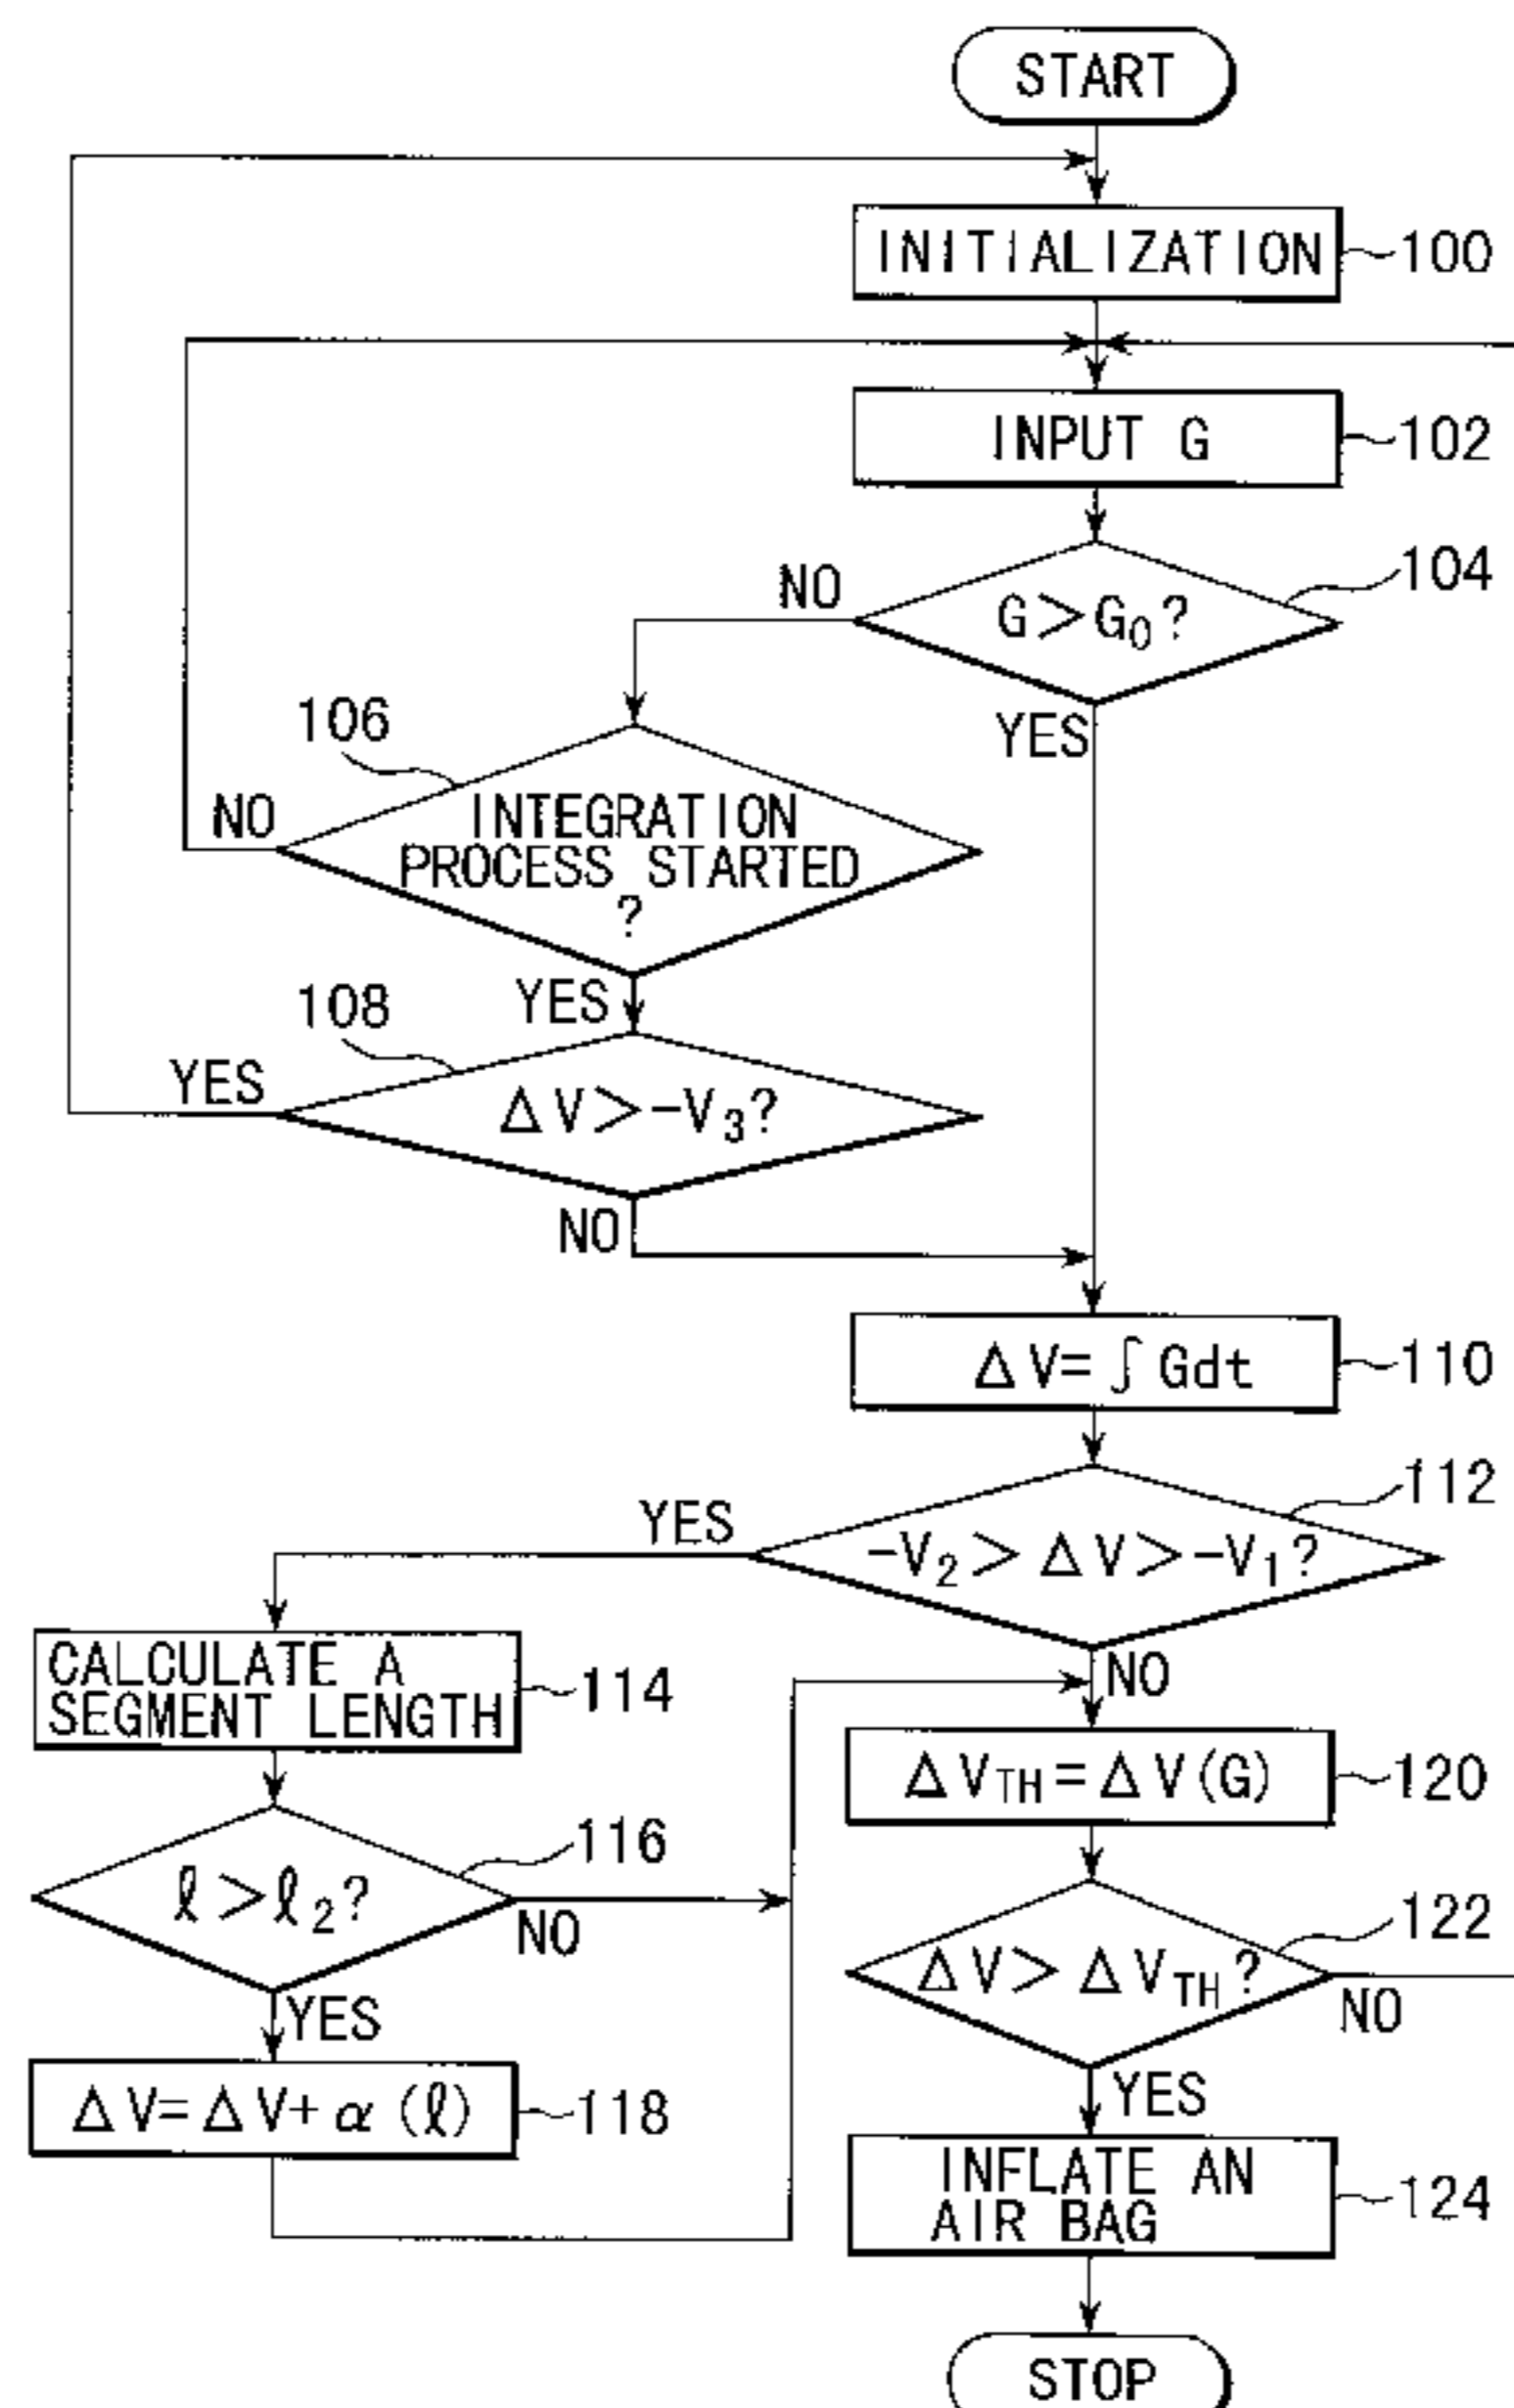 START
INITIALIZATION
100
INPUT G
102
G>G₀?
104
NO
YES
106
INTEGRATION
PROCESS STARTED
?
NO
YES
108
ΔV>-V₃?
YES
NO
ΔV=∫Gdt
110
-V₂>ΔV>-V₁?
112
YES
NO
CALCULATE A
SEGMENT LENGTH
114
ℓ>ℓ₂?
116
NO
YES
ΔV=ΔV+α(ℓ)
118
ΔV_TH=ΔV(G)
120
ΔV>ΔV_TH?
122
NO
YES
INFLATE AN
AIR BAG
124
STOP